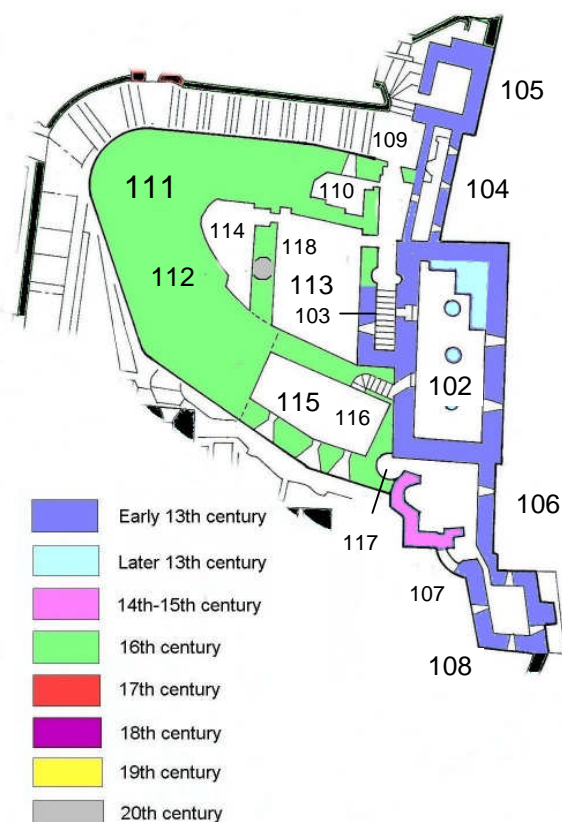 105
109
104
111
110
114
118
112
113
103
102
115
116
106
117
107
108
Early 13th century
Later 13th century
14th-15th century
16th century
17th century
18th century
19th century
20th century